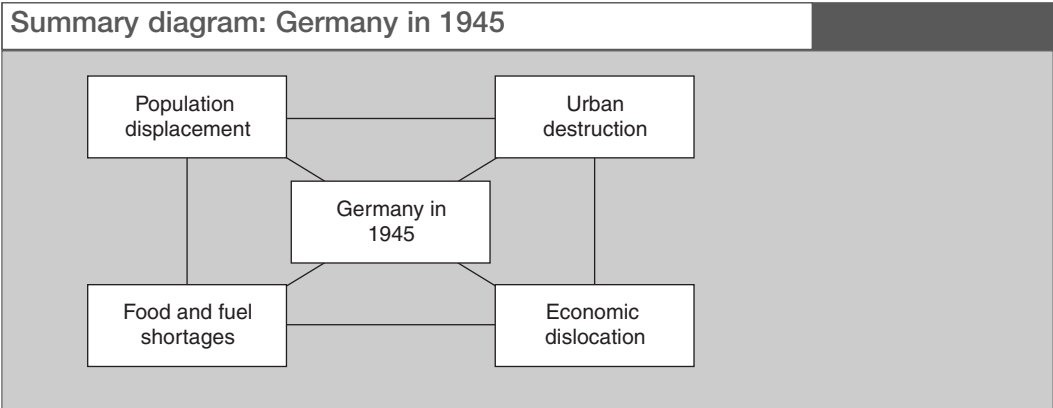 Summary diagram: Germany in 1945
Population
displacement
Urban
destruction
Germany in
1945
Food and fuel
shortages
Economic
dislocation